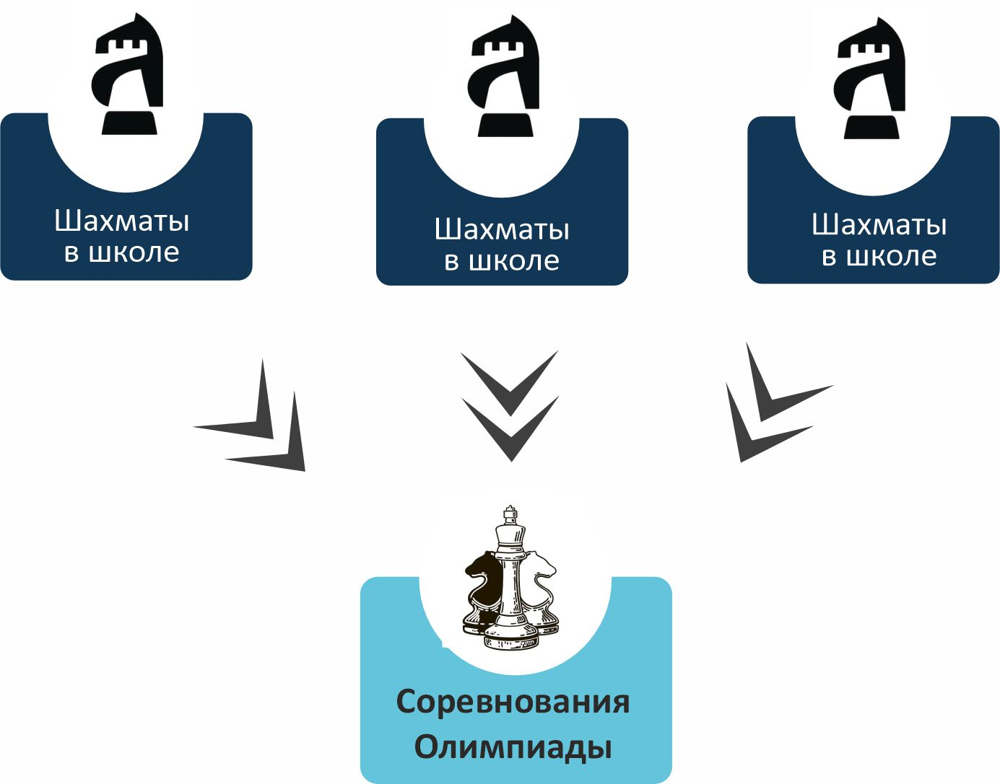 Шахматы
в школе
Шахматы
в школе
Шахматы
в школе
Соревнования
Олимпиады